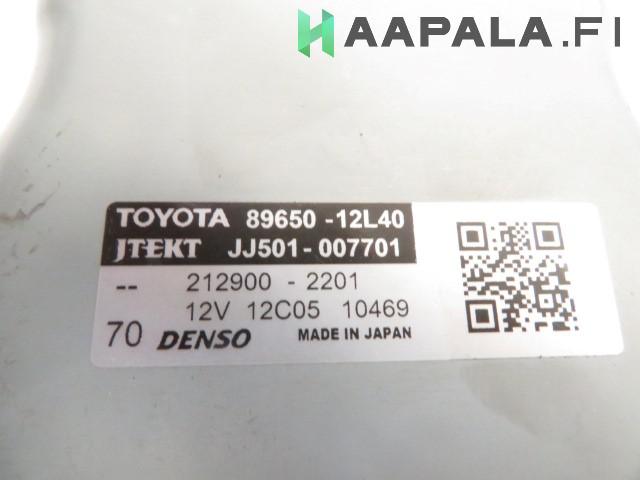 HAAPALA.FI
TOYOTA 89650-12L40
JTEKT JJ501-007701
-- 212900-2201
12V 12C05 10469
70 DENSO MADE IN JAPAN